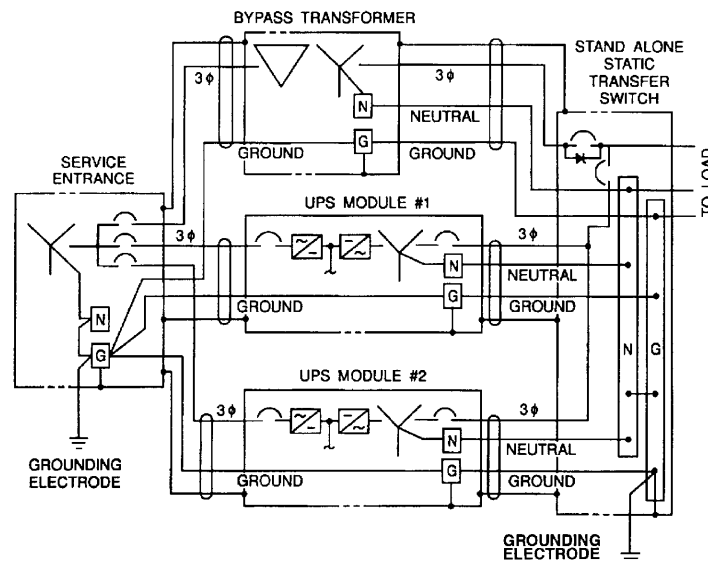 BYPASS TRANSFORMER
STAND ALONE
STATIC
TRANSFER
SWITCH
3ϕ
3ϕ
N
NEUTRAL
G
GROUND
GROUND
SERVICE
ENTRANCE
TO LOAD
UPS MODULE #1
3ϕ
3ϕ
N
NEUTRAL
G
GROUND
GROUND
N
G
N
G
UPS MODULE #2
3ϕ
3ϕ
N
NEUTRAL
G
GROUND
GROUND
GROUNDING
ELECTRODE
GROUNDING
ELECTRODE